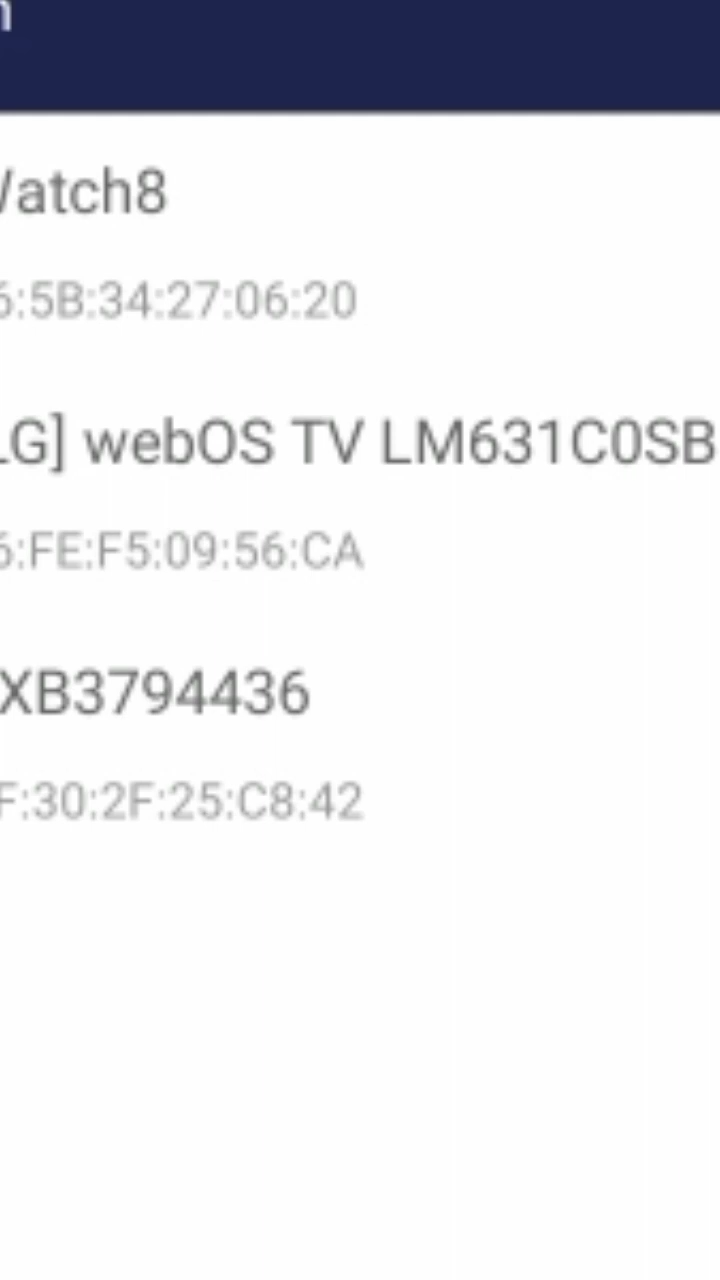 Watch8
6:5B:34:27:06:20
LG] webOS TV LM631C0SB
6:FE:F5:09:56:CA
XB3794436
F:30:2F:25:C8:42